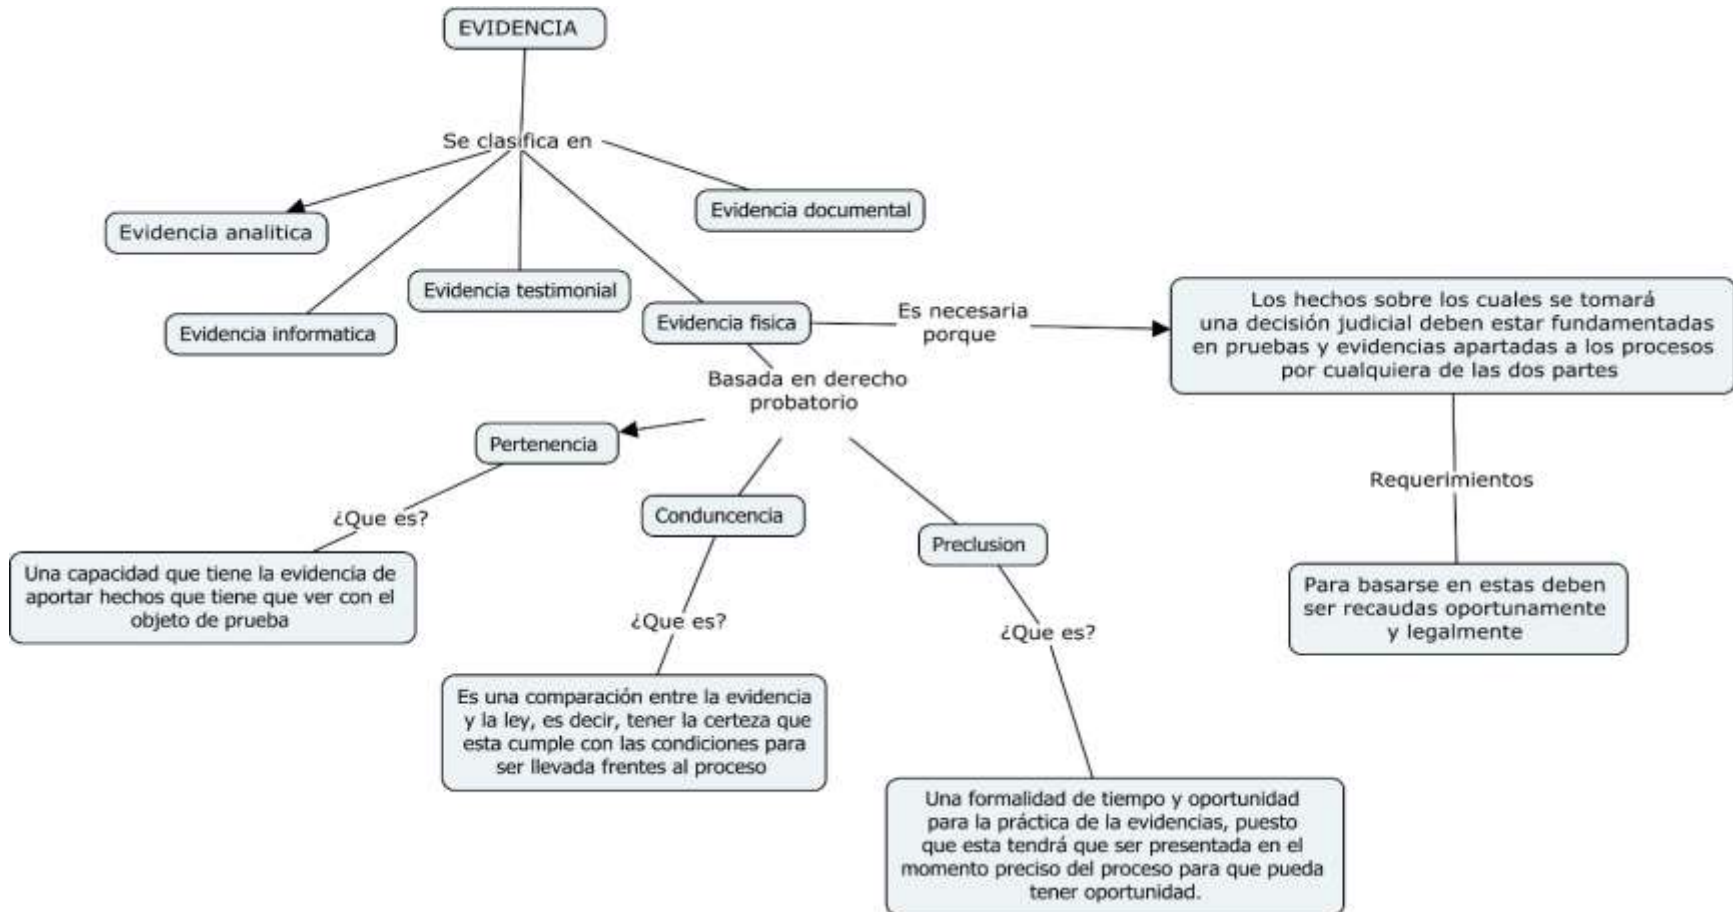 EVIDENCIA
Se clasifica en
Evidencia documental
Evidencia analitica
Evidencia testimonial
Evidencia informatica
Evidencia fisica
Es necesaria
porque
Los hechos sobre los cuales se tomará
una decisión judicial deben estar fundamentadas
en pruebas y evidencias apartadas a los procesos
por cualquiera de las dos partes
Basada en derecho
probatorio
Pertenencia
Requerimientos
Conduncencia
¿Que es?
Preclusion
Una capacidad que tiene la evidencia de
aportar hechos que tiene que ver con el
objeto de prueba
Para basarse en estas deben
ser recaudas oportunamente
y legalmente
¿Que es?
¿Que es?
Es una comparación entre la evidencia
y la ley, es decir, tener la certeza que
esta cumple con las condiciones para
ser llevada frentes al proceso
Una formalidad de tiempo y oportunidad
para la práctica de la evidencias, puesto
que esta tendrá que ser presentada en el
momento preciso del proceso para que pueda
tener oportunidad.